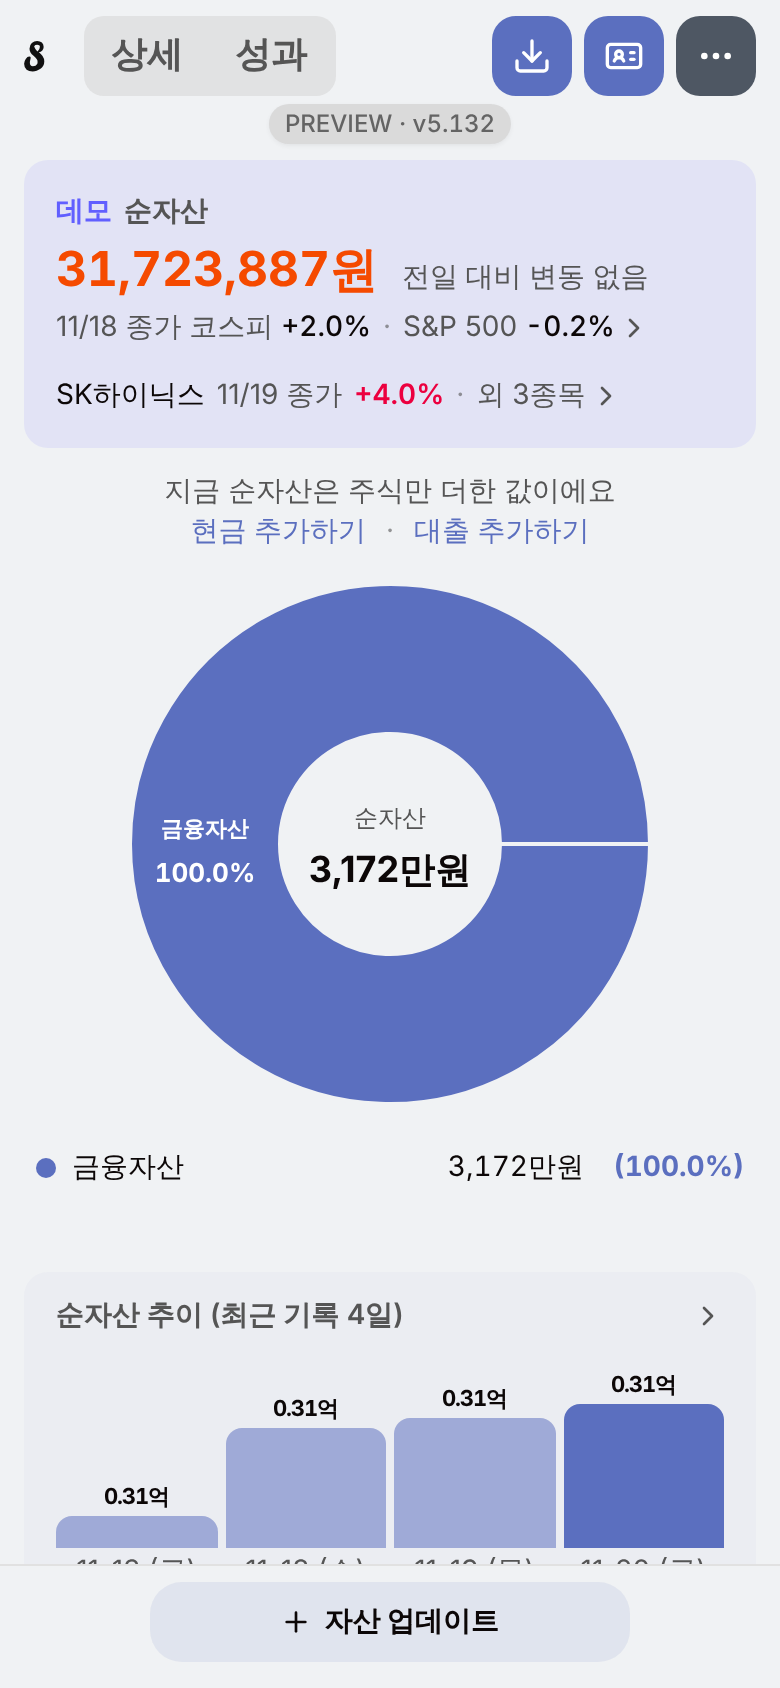 S 상세 성과
PREVIEW · v5.132
데모 순자산
31,723,887원 전일 대비 변동 없음
11/18 종가 코스피 +2.0% · S&P 500 -0.2% >
SK하이닉스 11/19 종가 +4.0% · 외 3종목 >
지금 순자산은 주식만 더한 값이에요
현금 추가하기 · 대출 추가하기
금융자산
100.0%
순자산
3,172만원
금융자산 3,172만원 (100.0%)
순자산 추이 (최근 기록 4일) >
0.31억 0.31억 0.31억 0.31억
+ 자산 업데이트